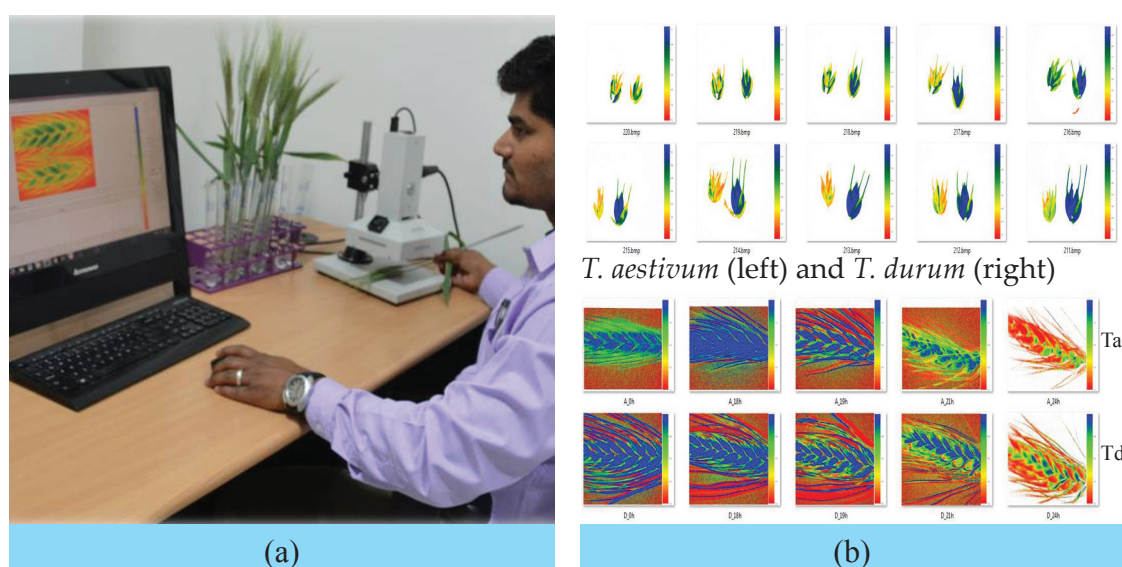 lenovo
220.bmp
219.bmp
218.bmp
217.bmp
216.bmp
215.bmp
214.bmp
213.bmp
212.bmp
211.bmp
T. aestivum (left) and T. durum (right)
Ta
A_0h
A_18h
A_19h
A_21h
A_24h
Td
D_0h
D_18h
D_19h
D_21h
D_24h
(a)
(b)